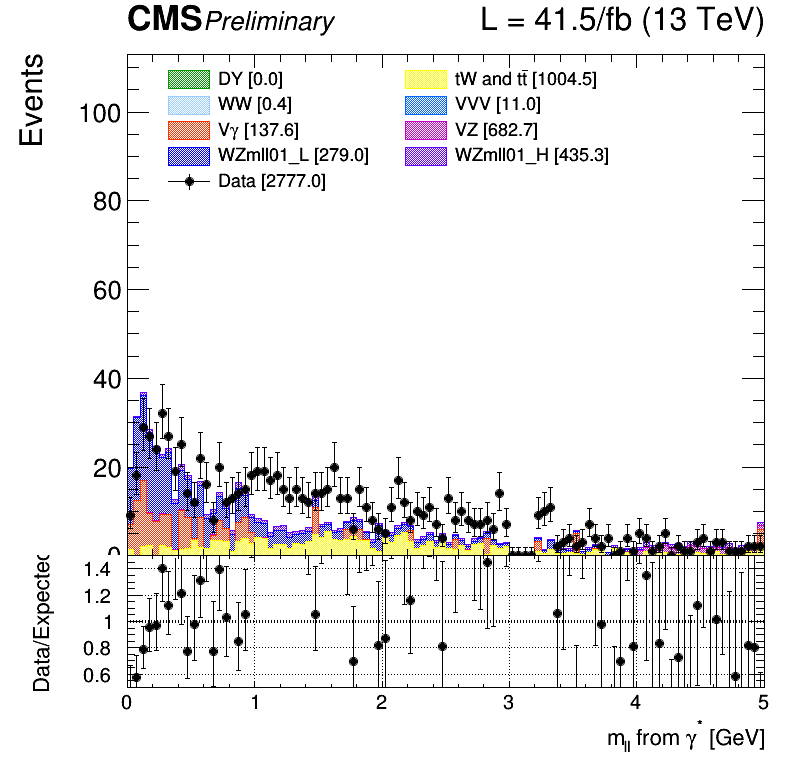 CMS Preliminary L = 41.5/fb (13 TeV)
Events
DY [0.0] tW and tt̄ [1004.5]
WW [0.4] VVV [11.0]
Vγ [137.6] VZ [682.7]
WZmll01_L [279.0] WZmll01_H [435.3]
Data [2777.0]
100
80
60
40
20
0
Data/Expected
1.4
1.2
1
0.8
0.6
0 1 2 3 4 5
m_ll from γ* [GeV]